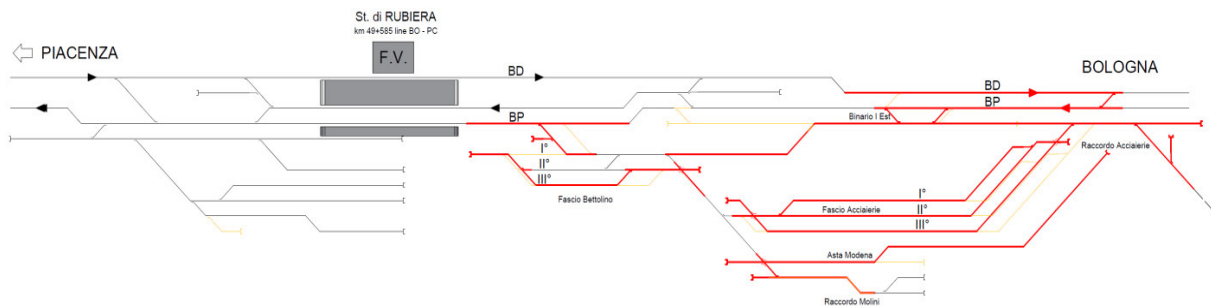 St. di RUBIERA
km 49+585 line BO - PC
PIACENZA
F.V.
BOLOGNA
BD
BD
BP
BP
Binario I Est
Raccordo Acciaierie
I°
II°
III°
Fascio Bettolino
I°
Fascio Acciaierie
II°
III°
Asta Modena
Raccordo Molini